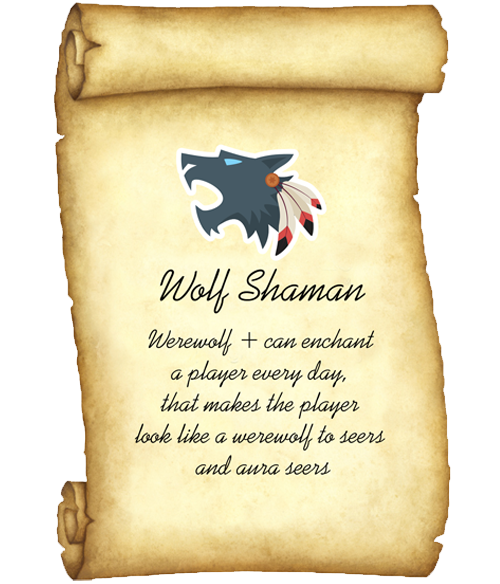 Wolf Shaman
Werewolf + can enchant
a player every day,
that makes the player
look like a werewolf to seers
and aura seers